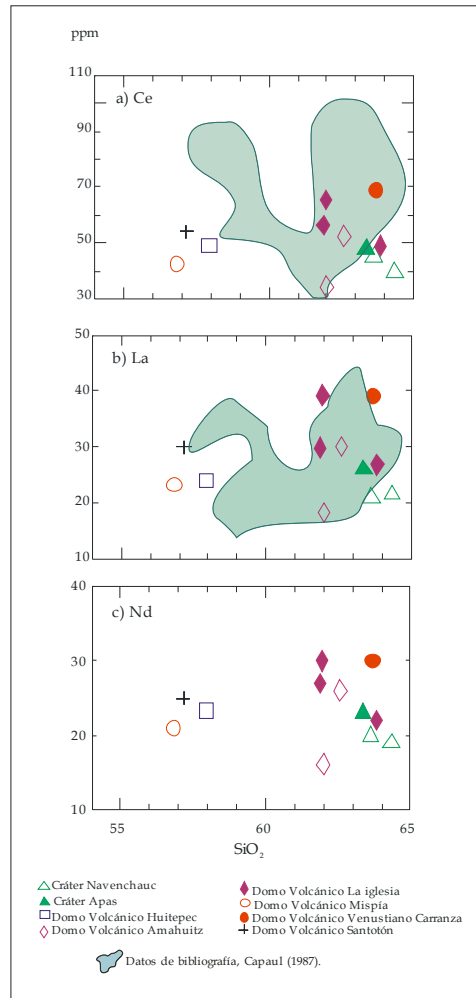 ppm
110
a) Ce
90
70
50
30
50
b) La
40
30
20
10
40
c) Nd
30
20
10
55
60
65
SiO2
Cráter Navenchauc
Cráter Apas
Domo Volcánico Huitepec
Domo Volcánico Amahuitz
Domo Volcánico La iglesia
Domo Volcánico Mispía
Domo Volcánico Venustiano Carranza
Domo Volcánico Santotón
Datos de bibliografía, Capaul (1987).